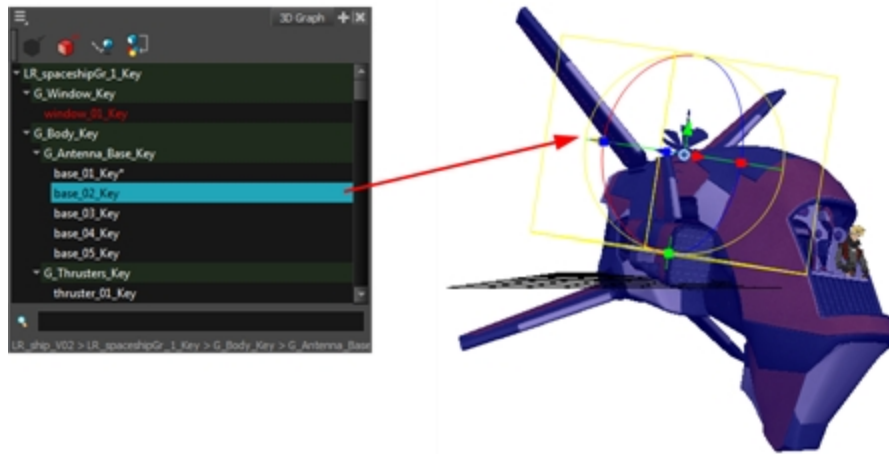 3D Graph
LR_spaceshipGr_1_Key
G_Window_Key
window_01_Key
G_Body_Key
G_Antenna_Base_Key
base_01_Key*
base_02_Key
base_03_Key
base_04_Key
base_05_Key
G_Thrusters_Key
thruster_01_Key
LR_ship_V02 > LR_spaceshipGr_1_Key > G_Body_Key > G_Antenna_Base